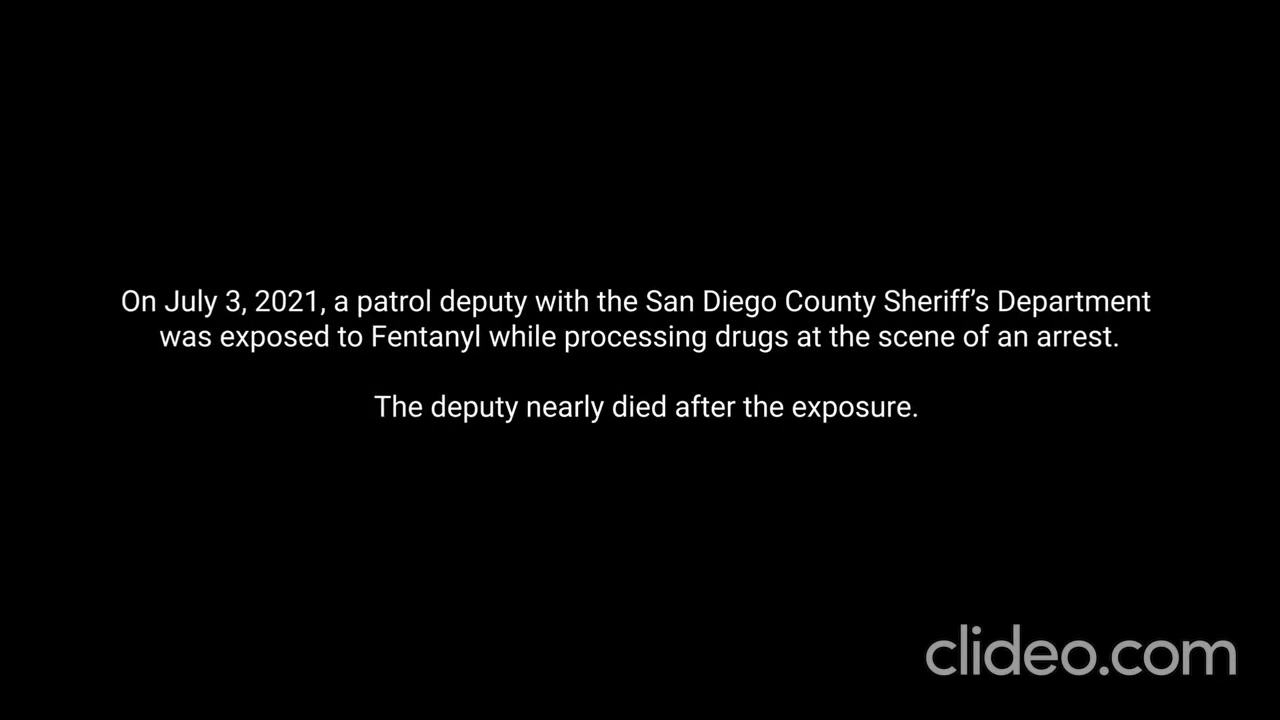 On July 3, 2021, a patrol deputy with the San Diego County Sheriff’s Department
was exposed to Fentanyl while processing drugs at the scene of an arrest.
The deputy nearly died after the exposure.
clideo.com